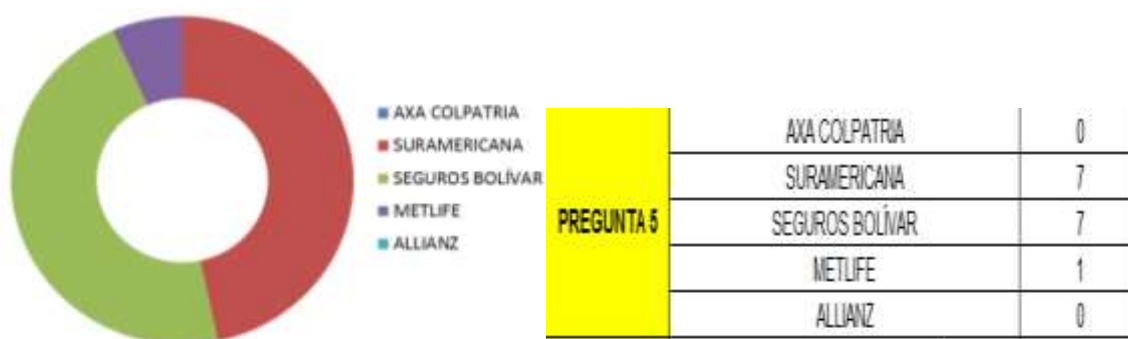 AXA COLPATRIA
SURAMERICANA
SEGUROS BOLÍVAR
METLIFE
ALLIANZ
PREGUNTA 5
AXA COLPATRIA 0
SURAMERICANA 7
SEGUROS BOLÍVAR 7
METLIFE 1
ALLIANZ 0